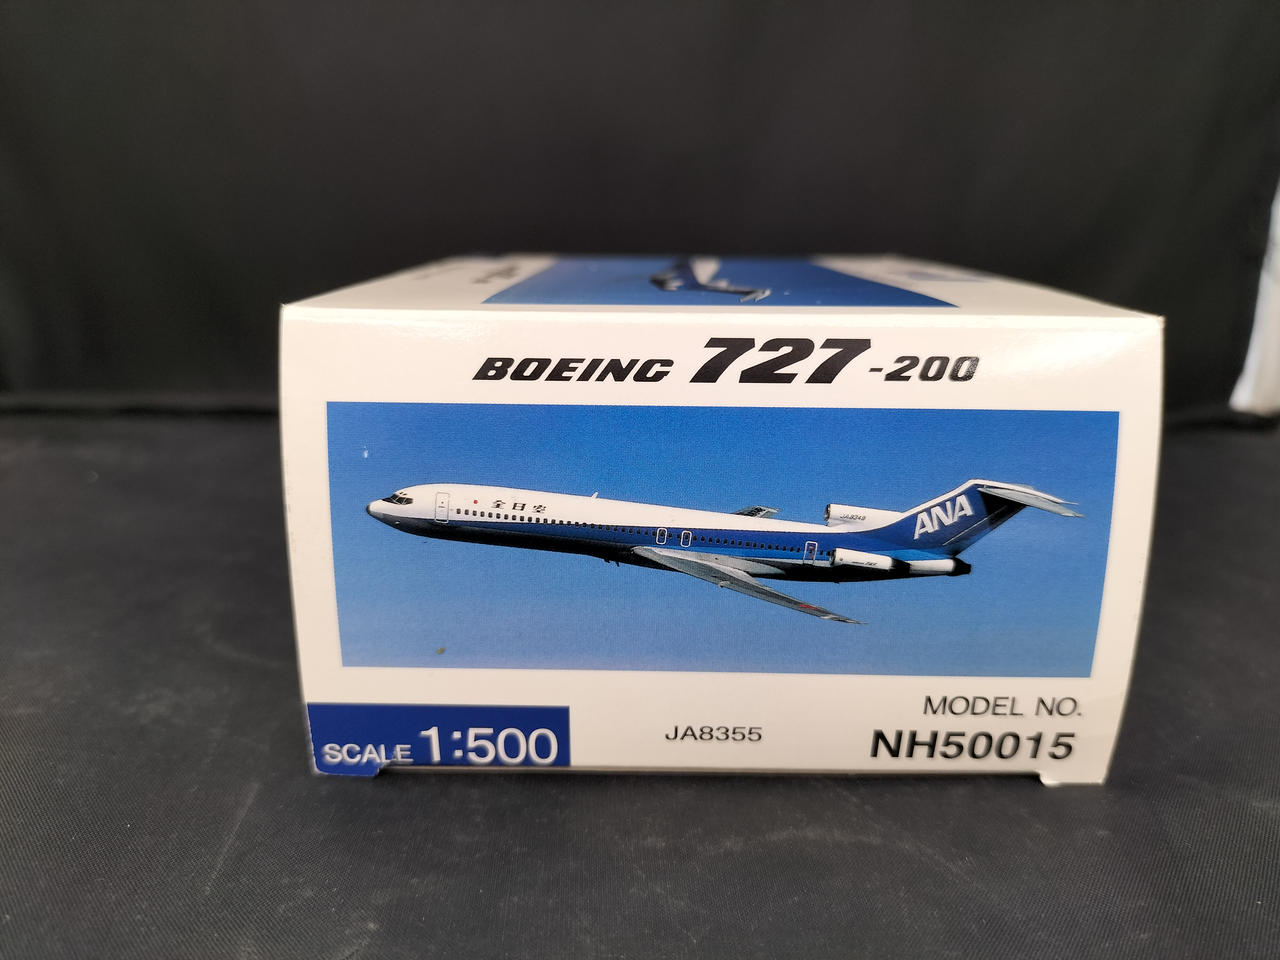 BOEING 727-200
全日空
JA8349
ANA
MODEL NO.
SCALE 1:500
JA8355
NH50015